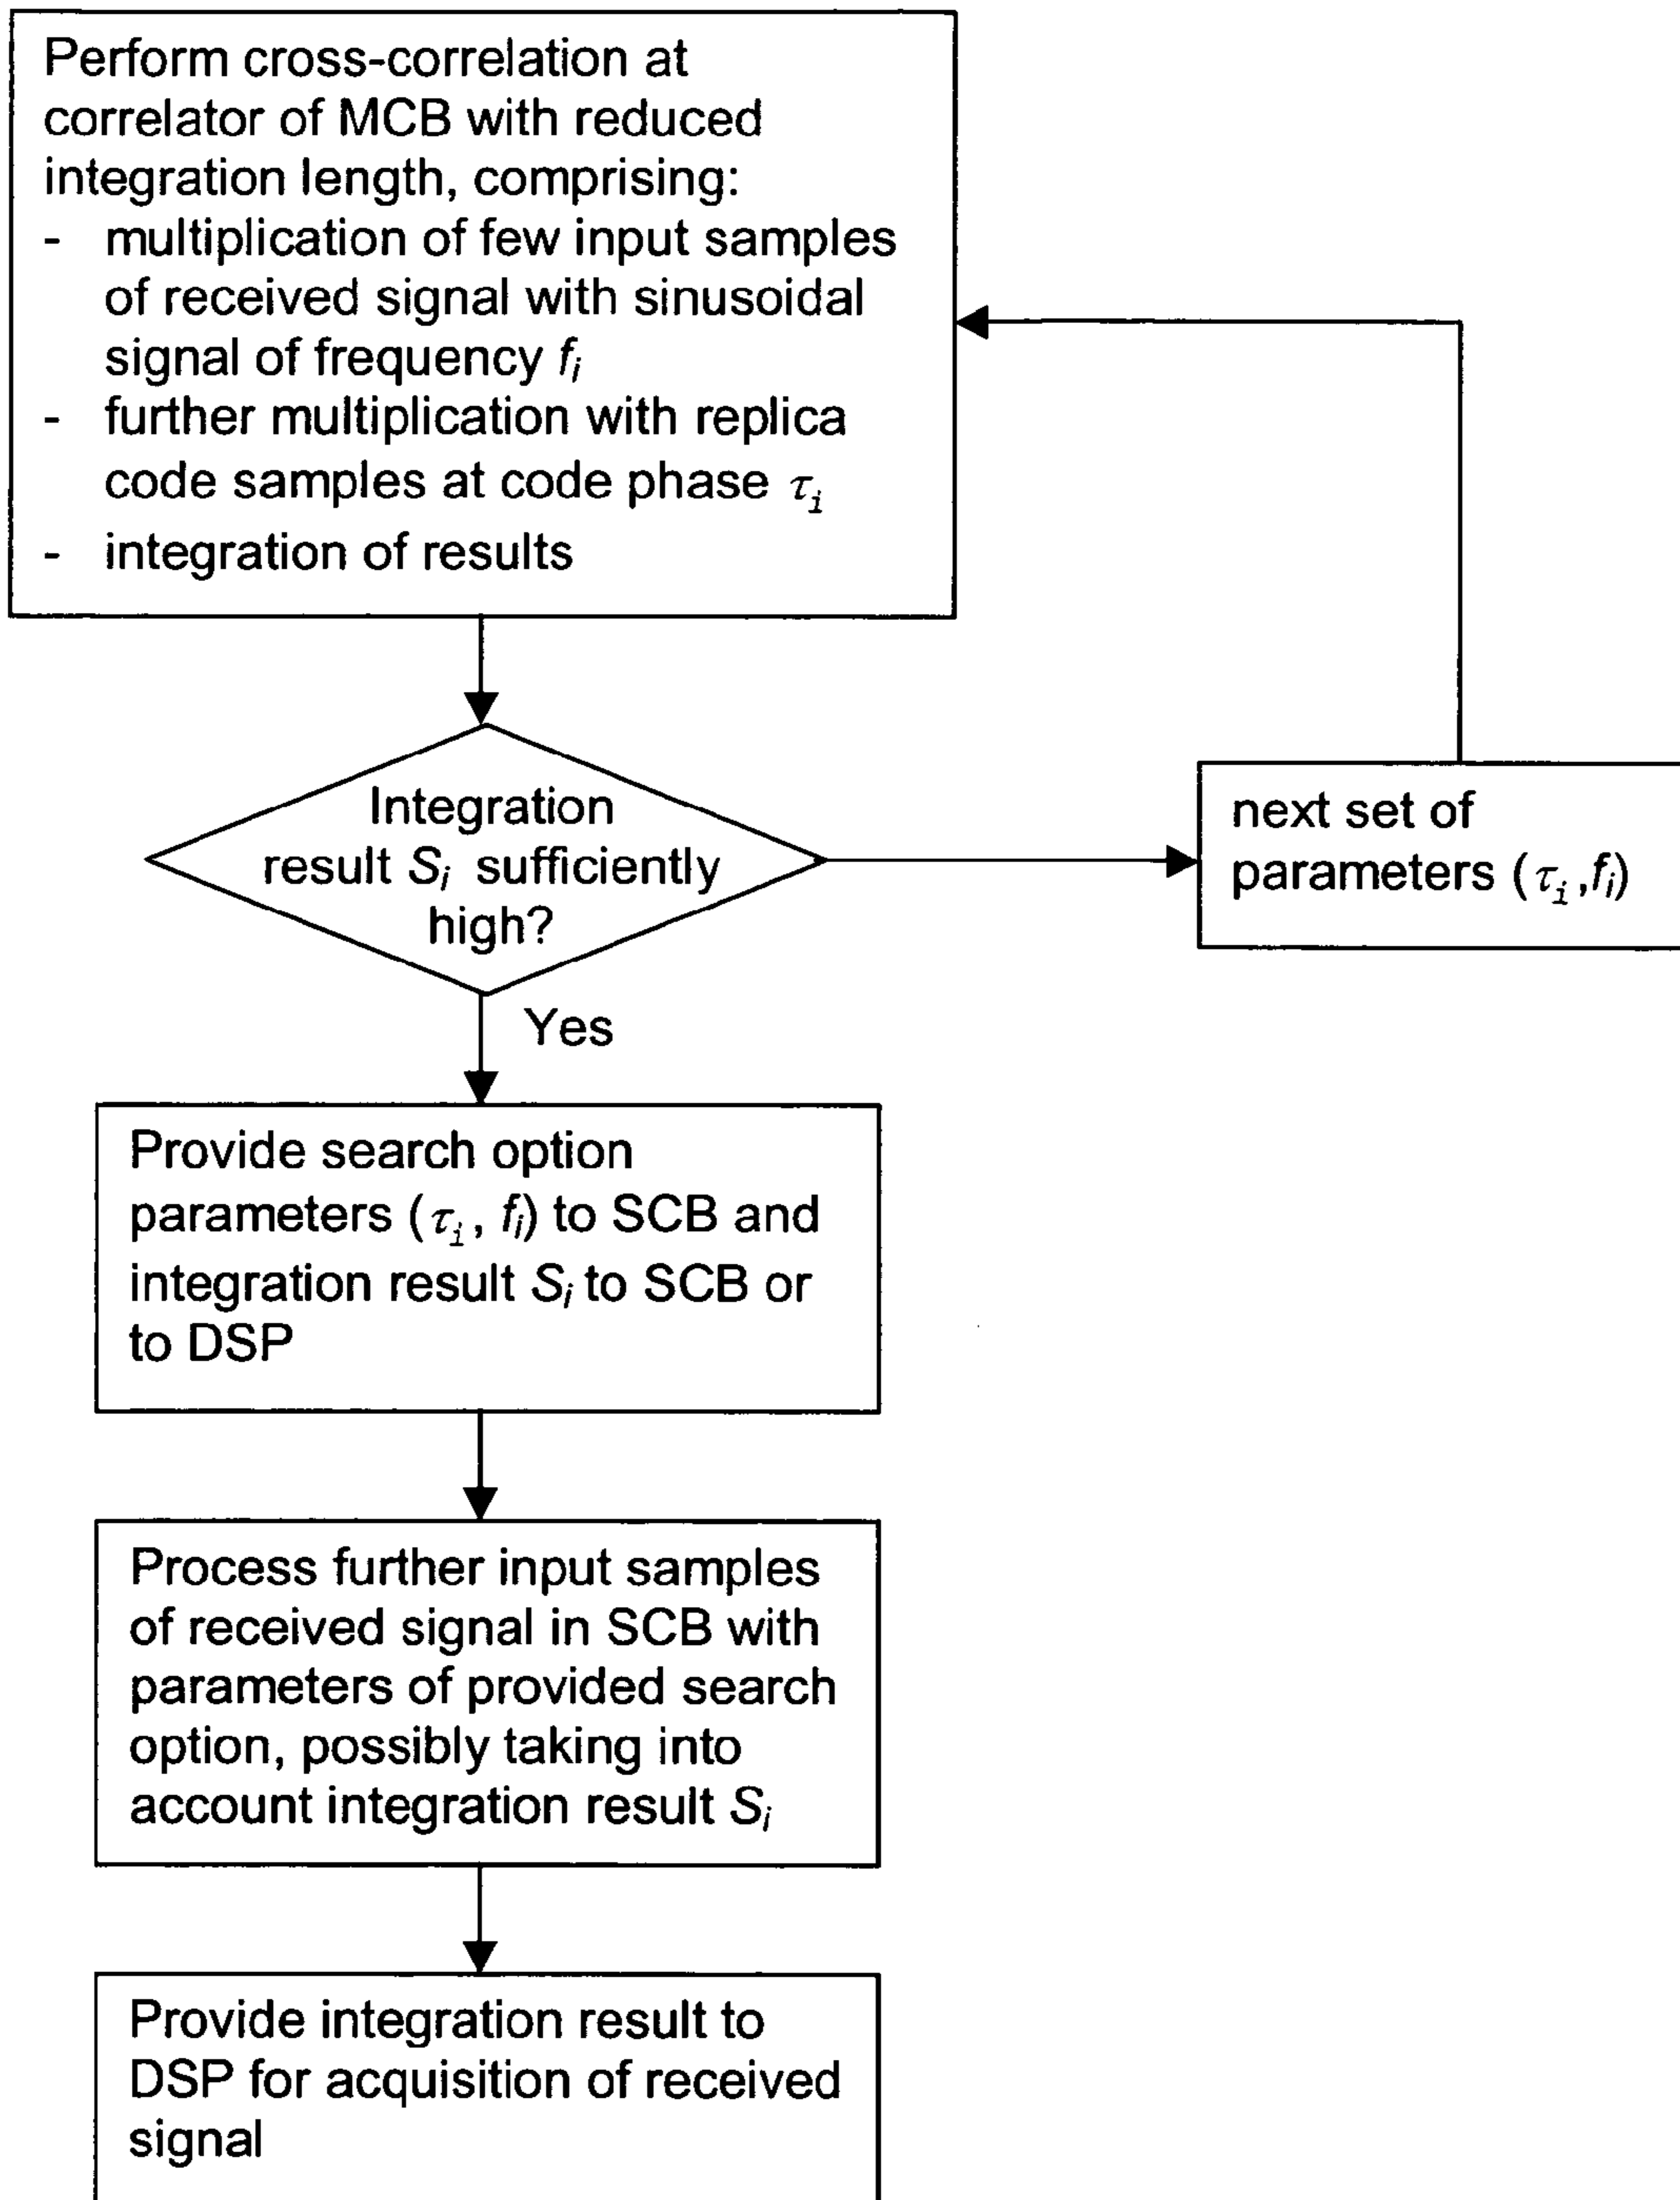 Perform cross-correlation at
correlator of MCB with reduced
integration length, comprising:
- multiplication of few input samples
of received signal with sinusoidal
signal of frequency fᵢ
- further multiplication with replica
code samples at code phase τᵢ
- integration of results
Integration
result Sᵢ sufficiently
high?
next set of
parameters (τᵢ ,fᵢ)
Yes
Provide search option
parameters (τᵢ, fᵢ) to SCB and
integration result Sᵢ to SCB or
to DSP
Process further input samples
of received signal in SCB with
parameters of provided search
option, possibly taking into
account integration result Sᵢ
Provide integration result to
DSP for acquisition of received
signal